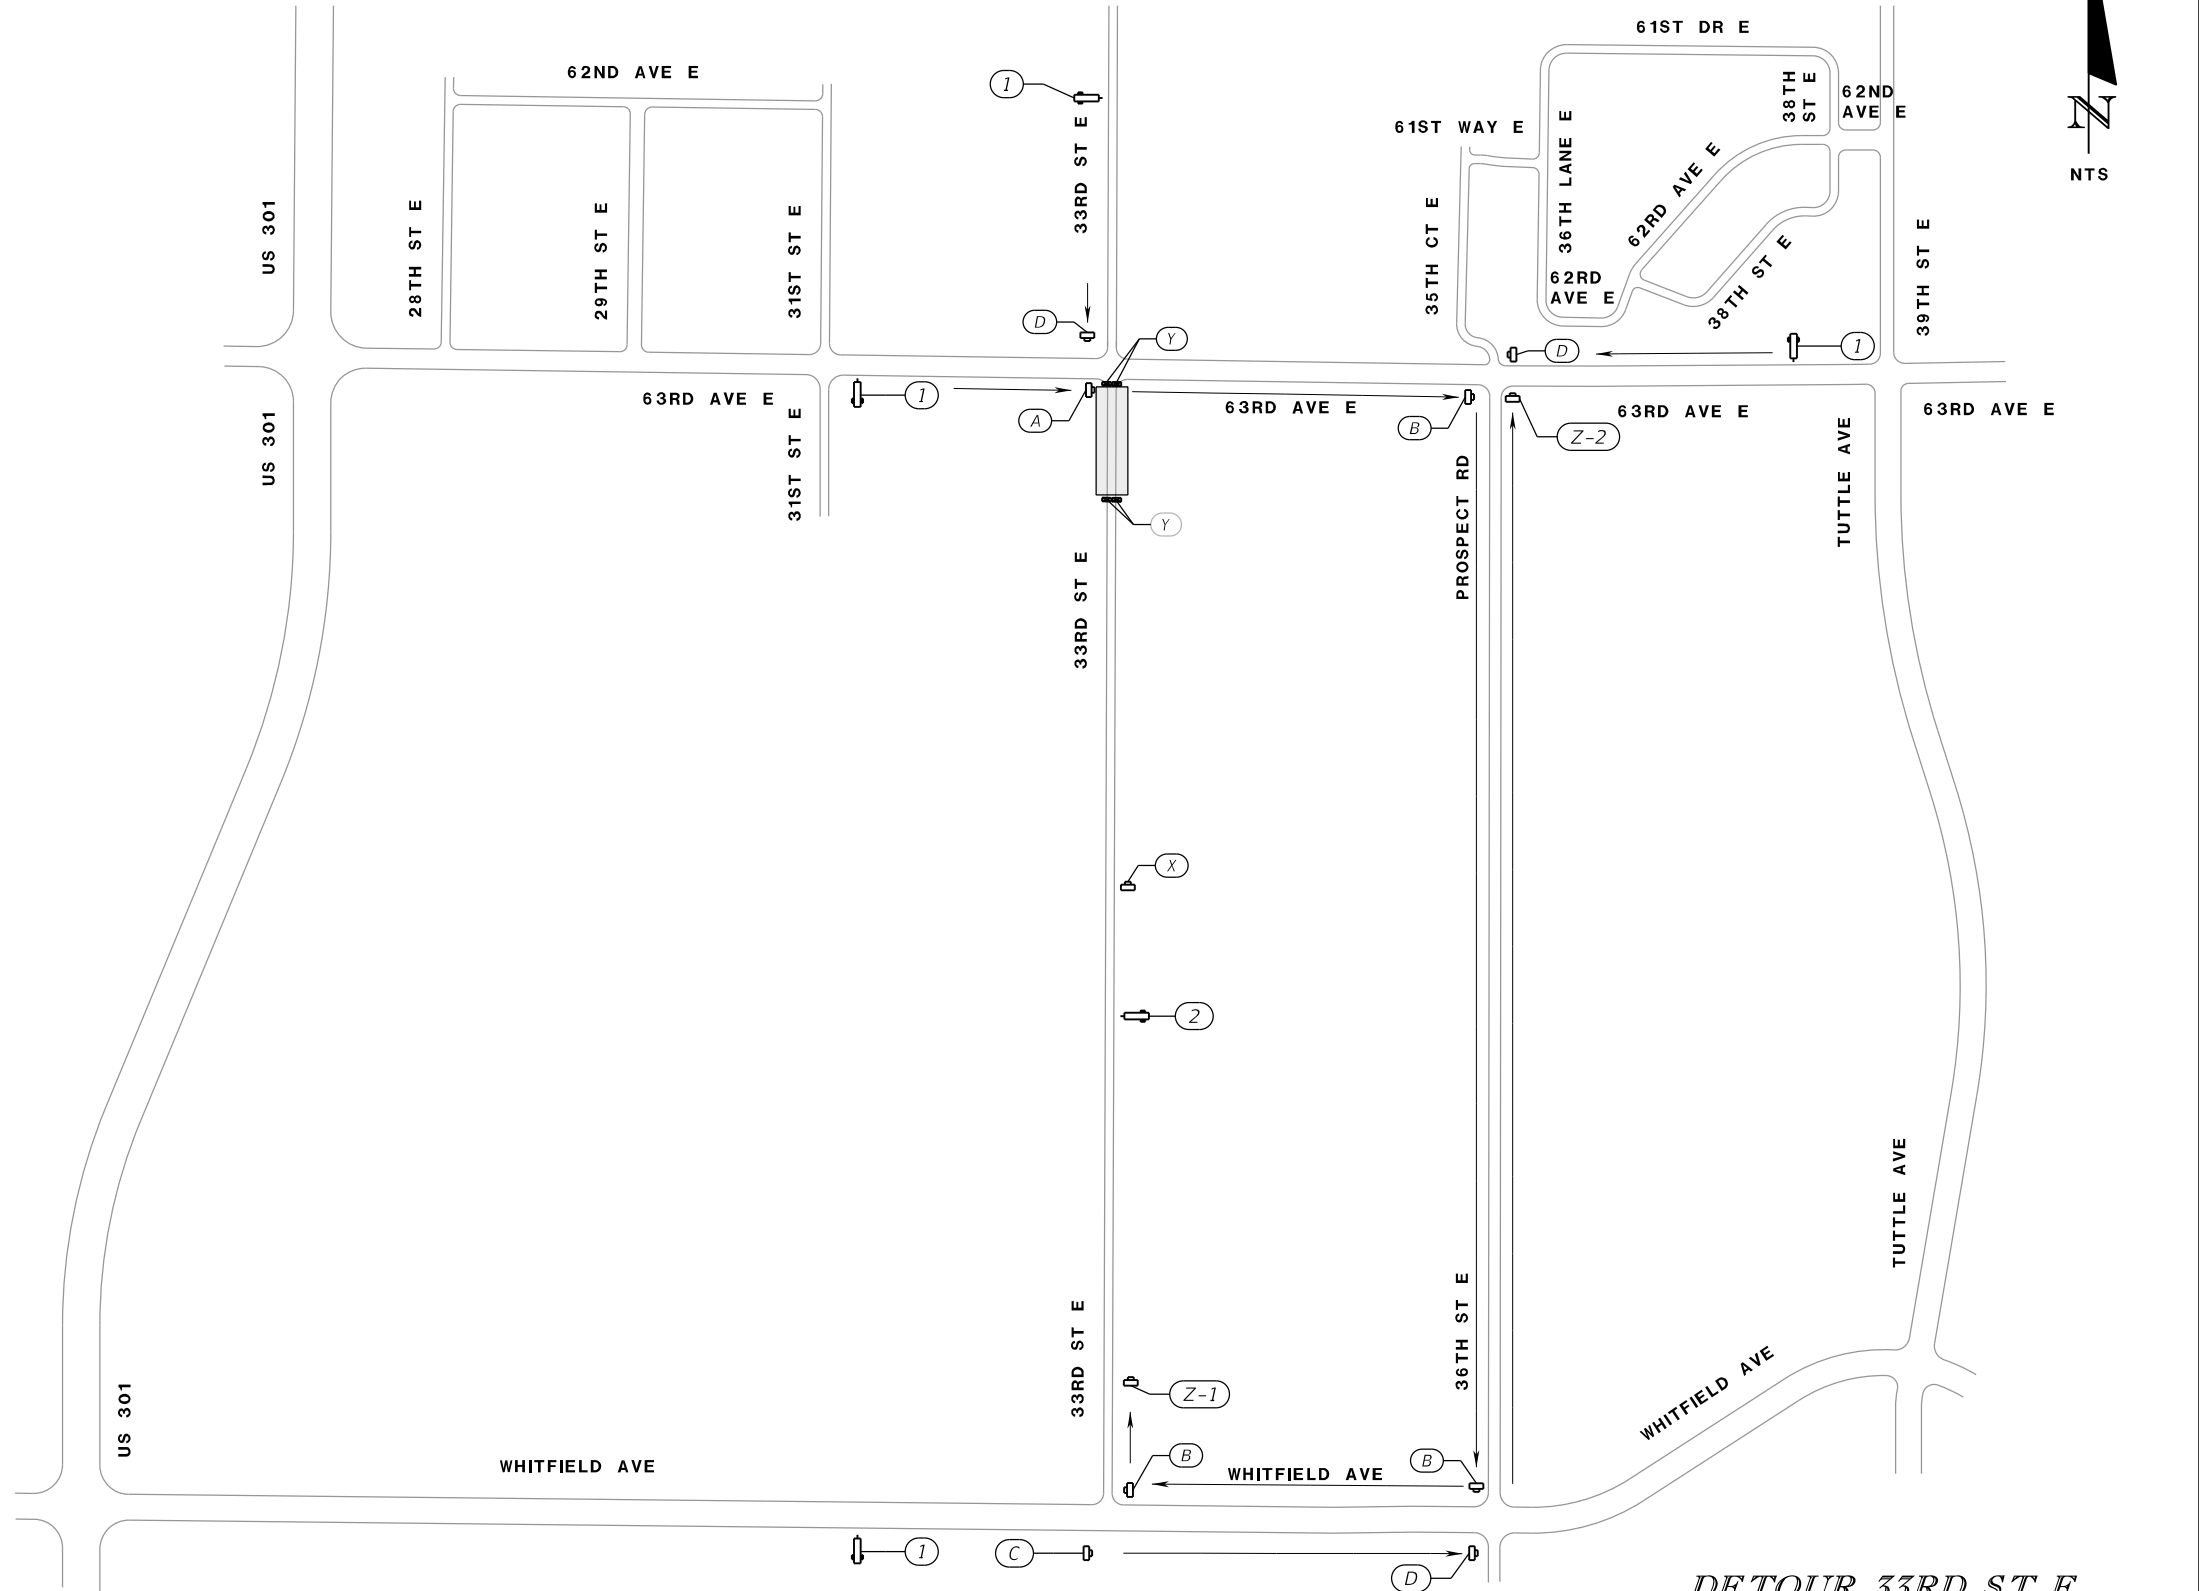 61ST DR E
62ND AVE E
1
38TH
ST E
62ND
AVE E
N
NTS
61ST WAY E
33RD ST E
36TH LANE E
62RD AVE E
US 301
28TH ST E
29TH ST E
31ST ST E
35TH CT E
62RD
AVE E
38TH ST E
39TH ST E
D
Y
D
1
63RD AVE E
1
A
63RD AVE E
B
Z-2
63RD AVE E
63RD AVE E
US 301
31ST ST E
Y
PROSPECT RD
TUTTLE AVE
33RD ST E
X
2
TUTTLE AVE
33RD ST E
36TH ST E
Z-1
WHITFIELD AVE
US 301
WHITFIELD AVE
B
WHITFIELD AVE
B
1
C
D
DETOUR 33RD ST E